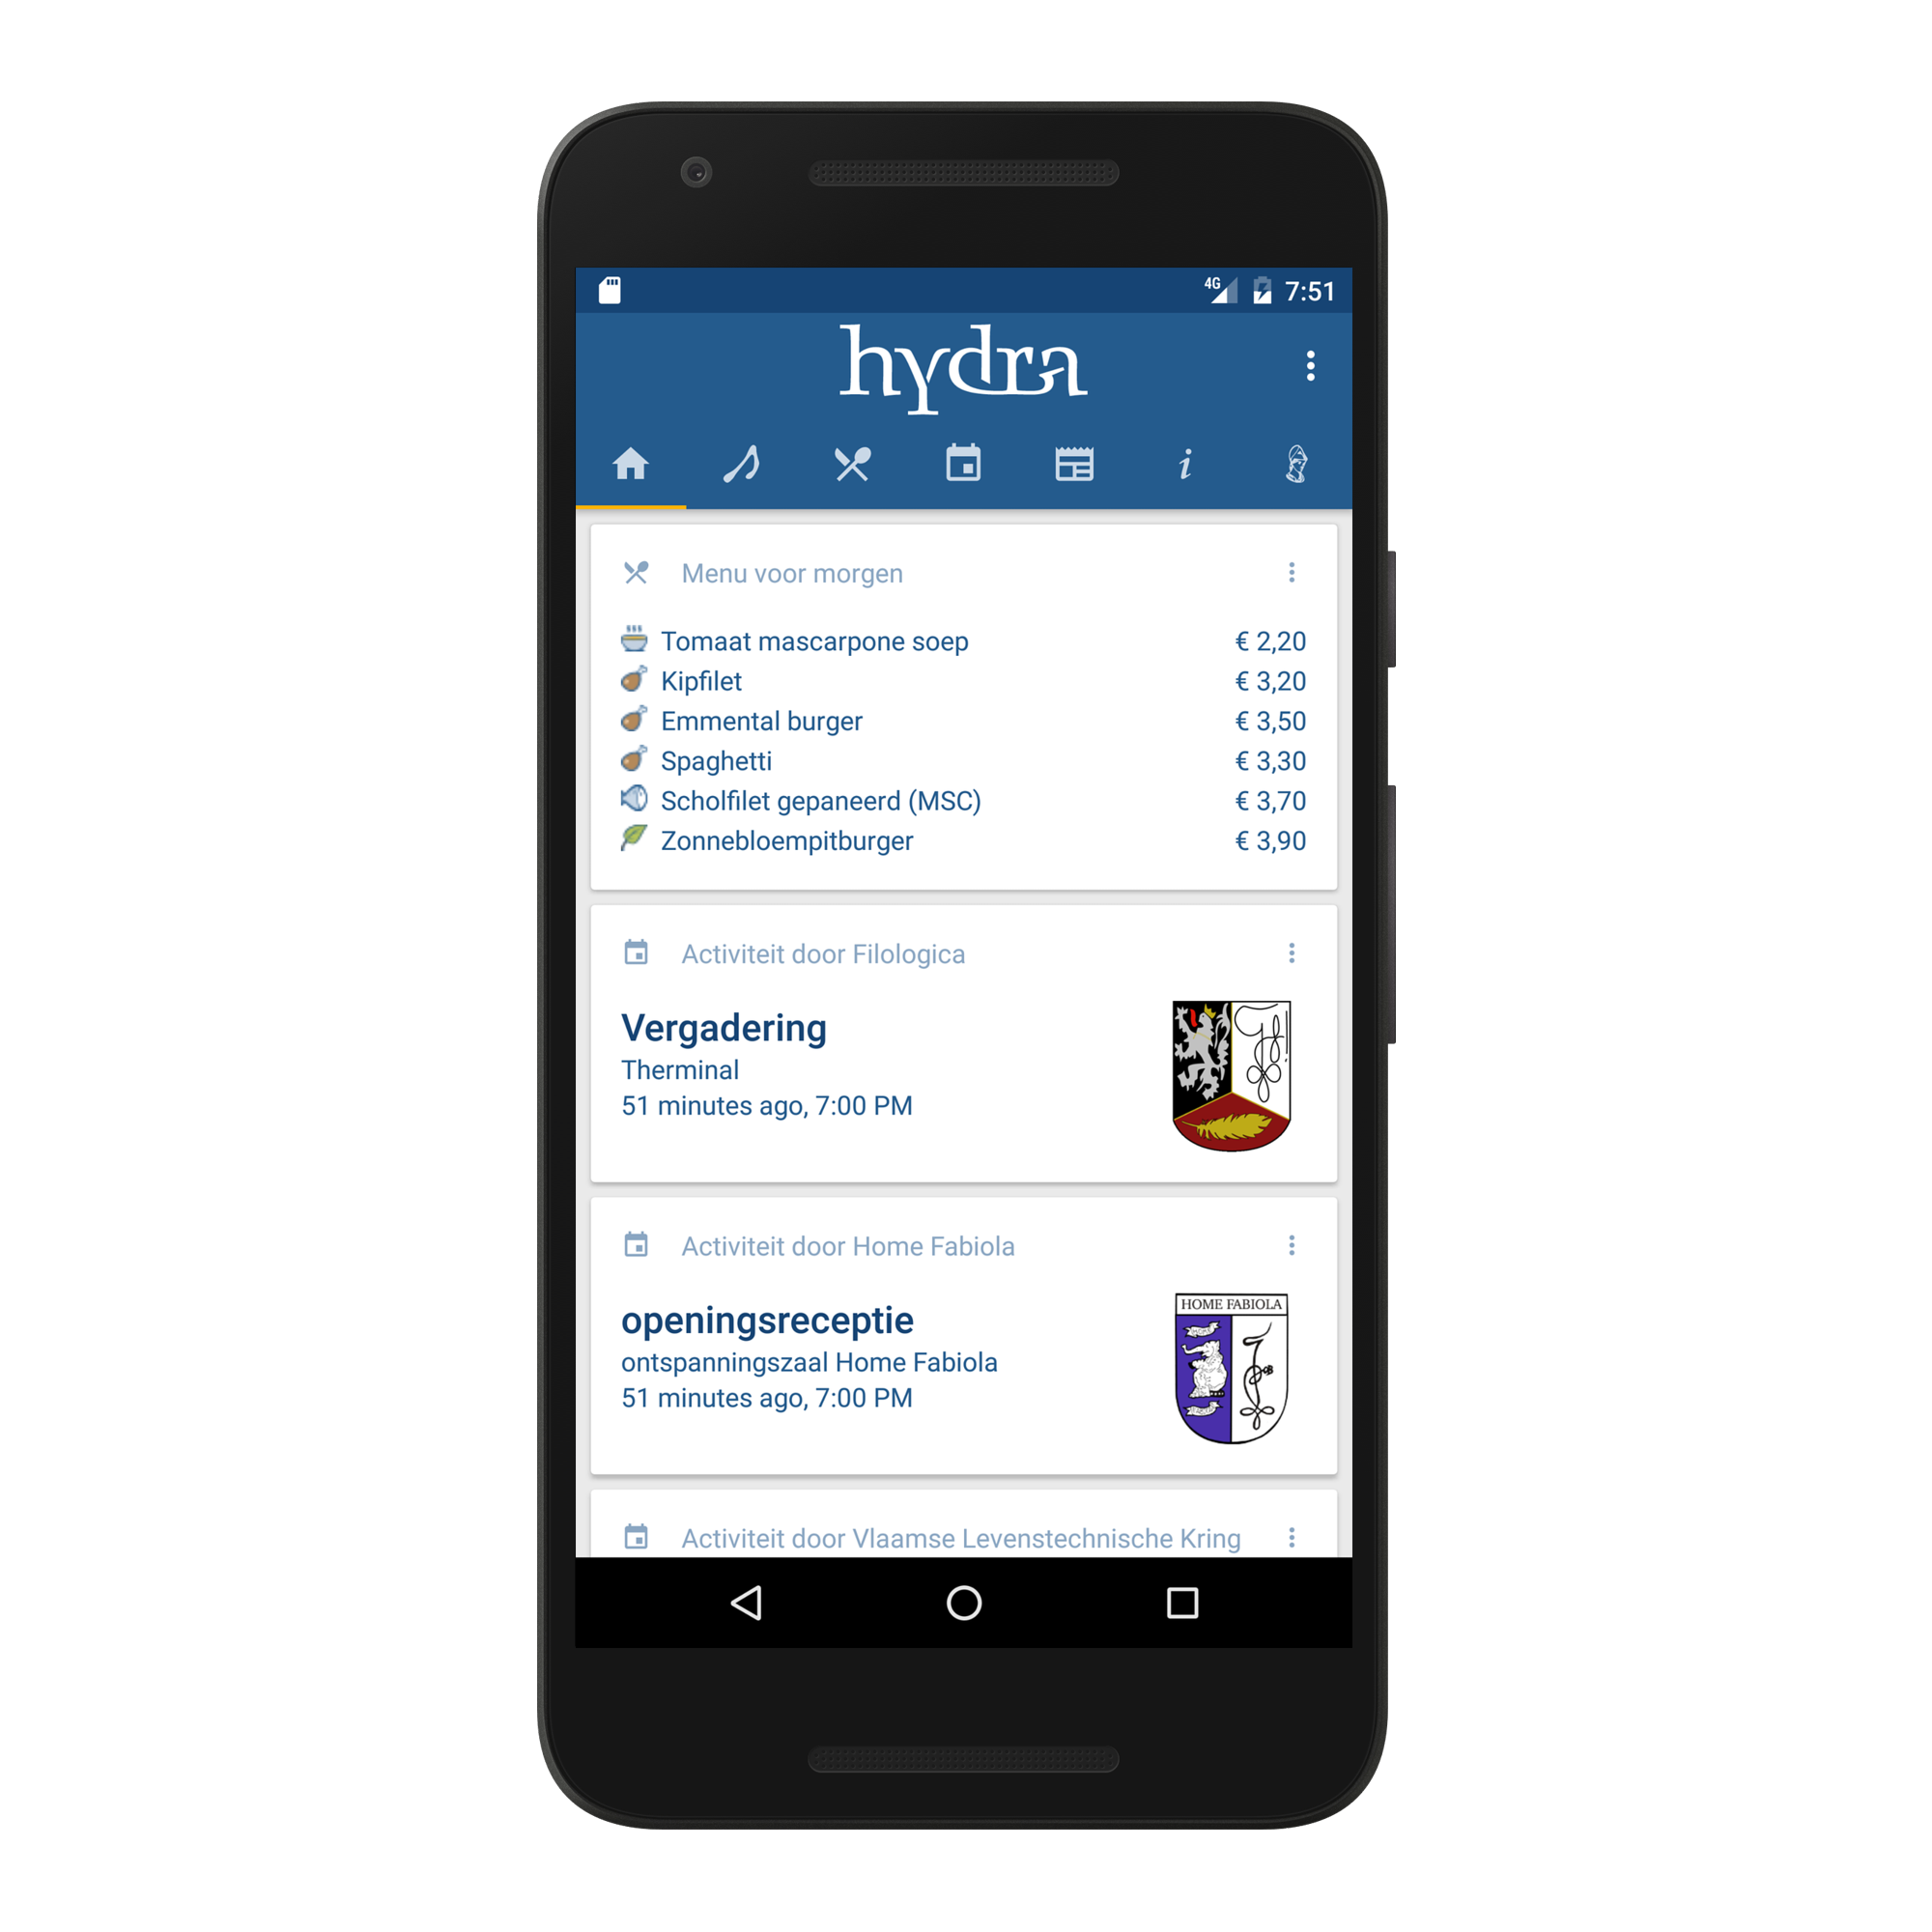 4G 7:51
hydra
Menu voor morgen
Tomaat mascarpone soep € 2,20
Kipfilet € 3,20
Emmental burger € 3,50
Spaghetti € 3,30
Scholfilet gepaneerd (MSC) € 3,70
Zonnebloempitburger € 3,90
Activiteit door Filologica
Vergadering
Therminal
51 minutes ago, 7:00 PM
Activiteit door Home Fabiola
openingsreceptie
ontspanningszaal Home Fabiola
51 minutes ago, 7:00 PM
HOME FABIOLA
Activiteit door Vlaamse Levenstechnische Kring